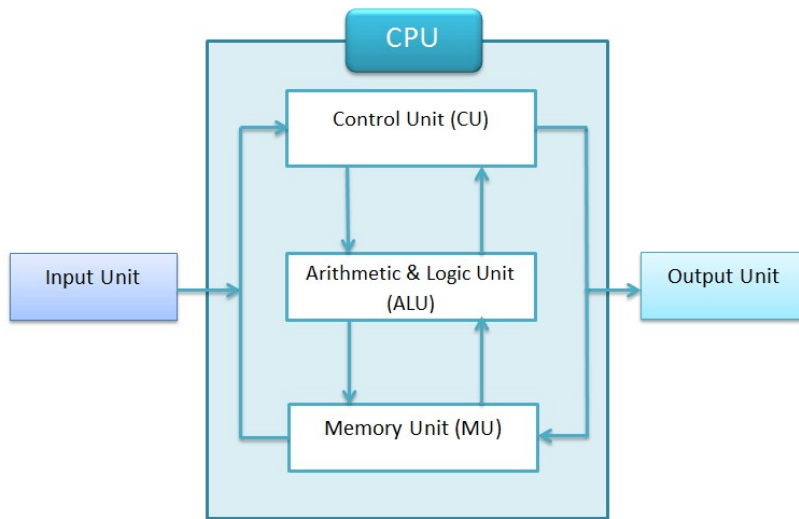 CPU
Control Unit (CU)
Input Unit
Arithmetic & Logic Unit
(ALU)
Output Unit
Memory Unit (MU)